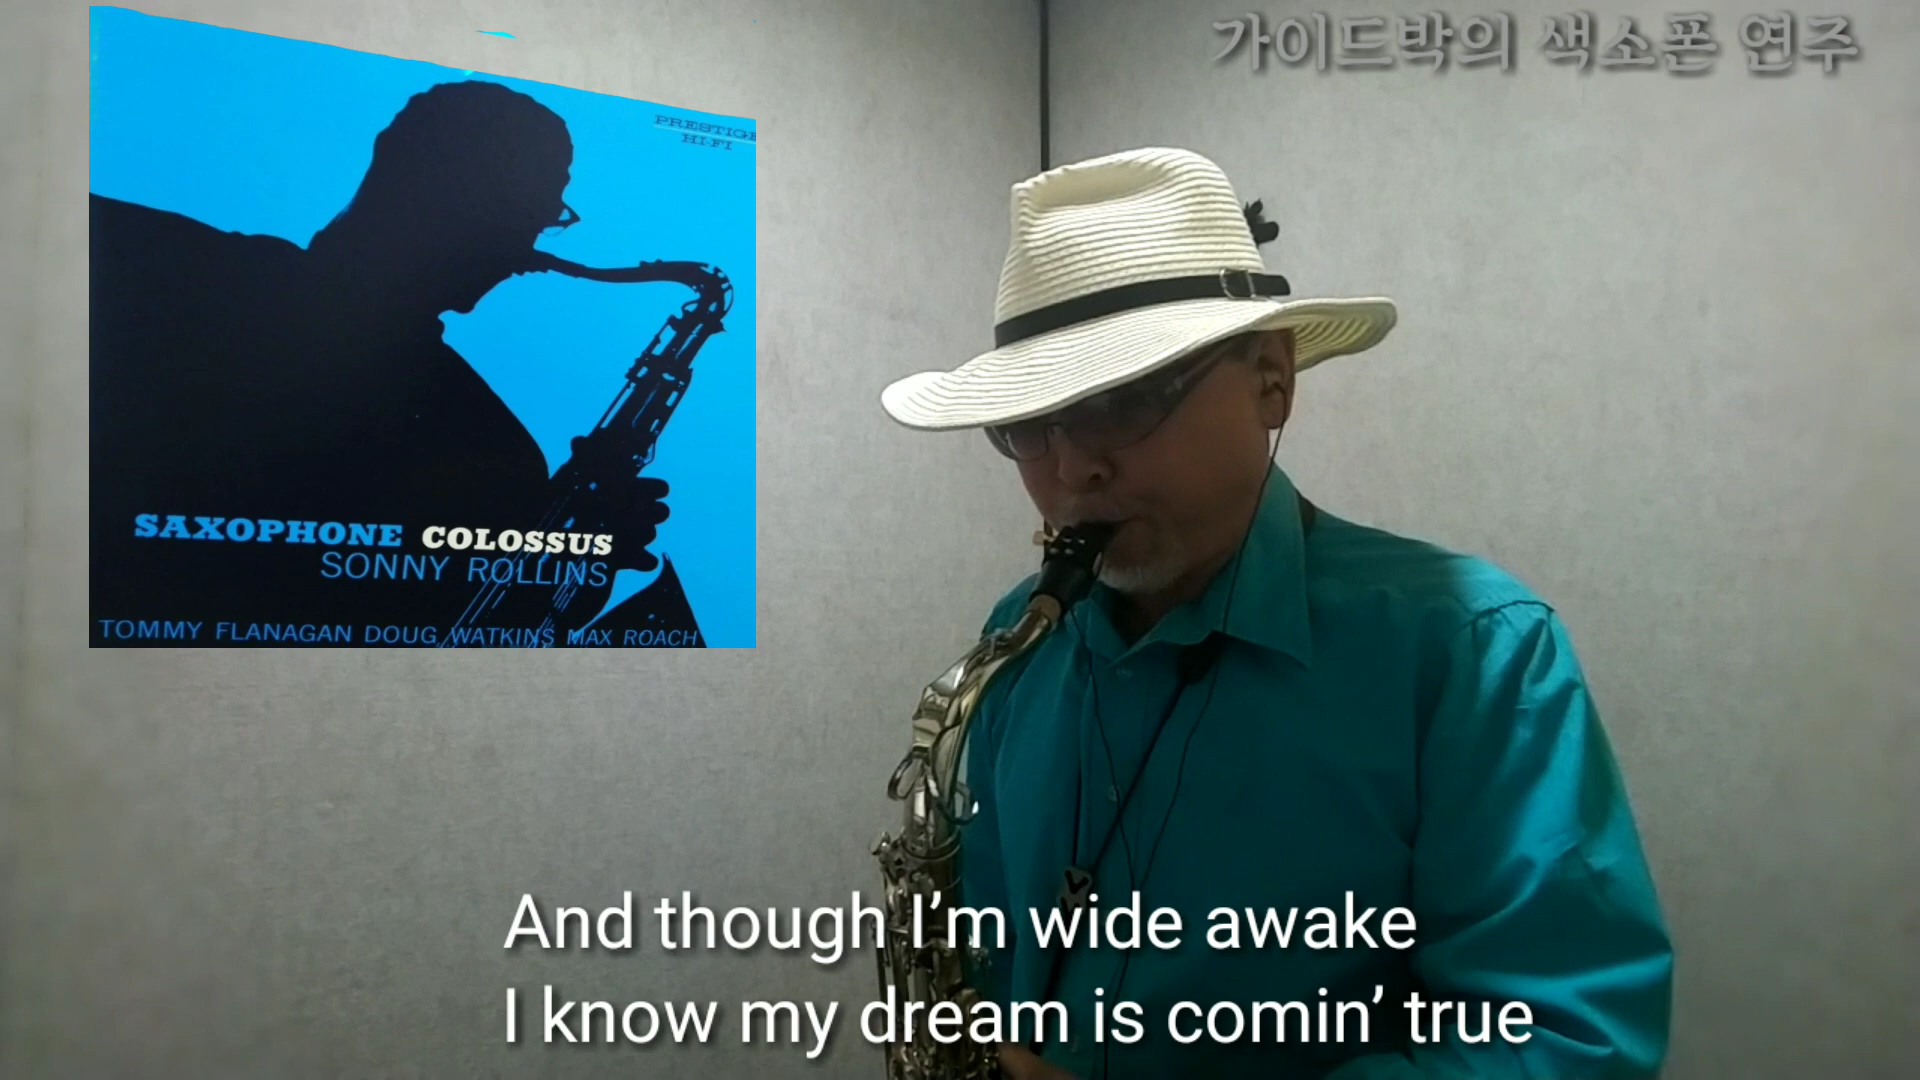 가이드박의 색소폰 연주
PRESTIGE
HI-FI
SAXOPHONE COLOSSUS
SONNY ROLLINS
TOMMY FLANAGAN DOUG WATKINS MAX ROACH
And though I’m wide awake
I know my dream is comin’ true